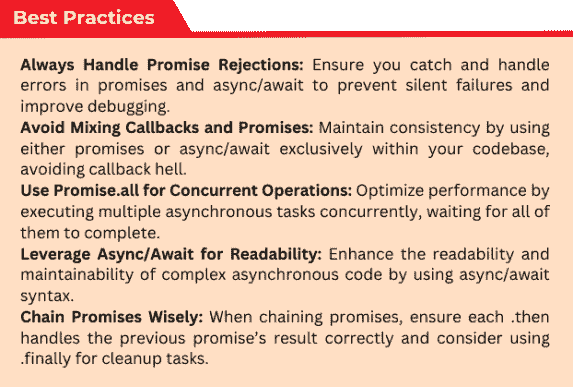 Best Practices
Always Handle Promise Rejections: Ensure you catch and handle
errors in promises and async/await to prevent silent failures and
improve debugging.
Avoid Mixing Callbacks and Promises: Maintain consistency by using
either promises or async/await exclusively within your codebase,
avoiding callback hell.
Use Promise.all for Concurrent Operations: Optimize performance by
executing multiple asynchronous tasks concurrently, waiting for all of
them to complete.
Leverage Async/Await for Readability: Enhance the readability and
maintainability of complex asynchronous code by using async/await
syntax.
Chain Promises Wisely: When chaining promises, ensure each .then
handles the previous promise’s result correctly and consider using
.finally for cleanup tasks.